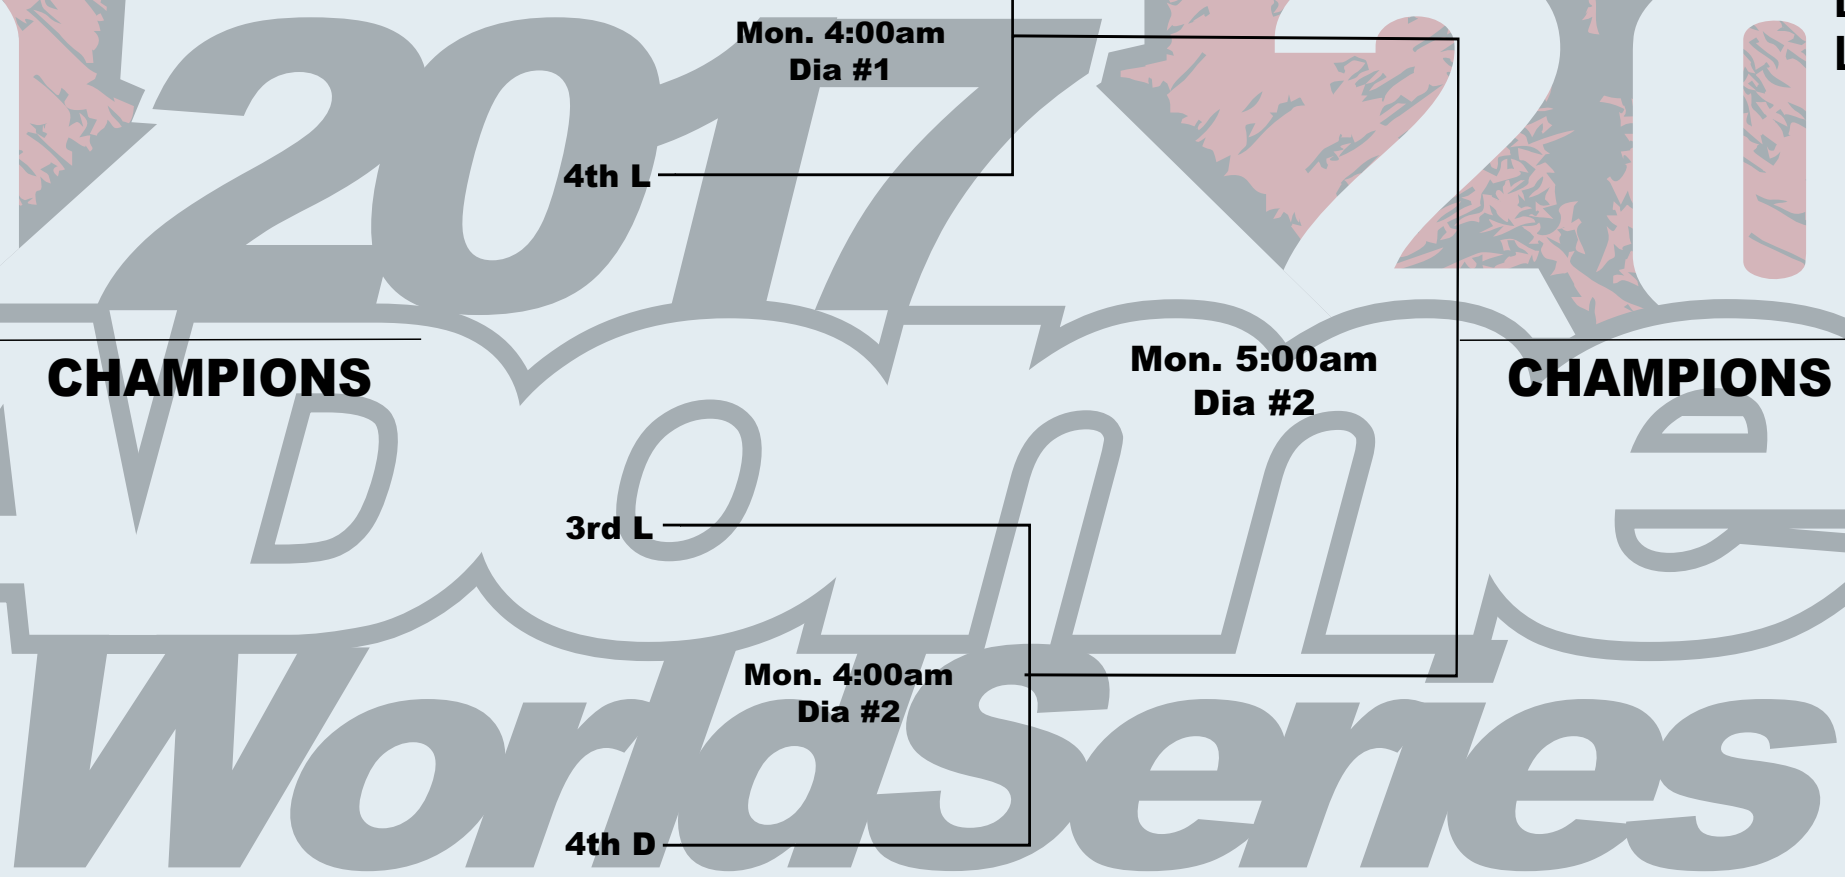 Mon. 4:00am
Dia #1
4th L
2017
20
CHAMPIONS
Mon. 5:00am
Dia #2
CHAMPIONS
Dome
3rd L
Mon. 4:00am
Dia #2
World Series
4th D